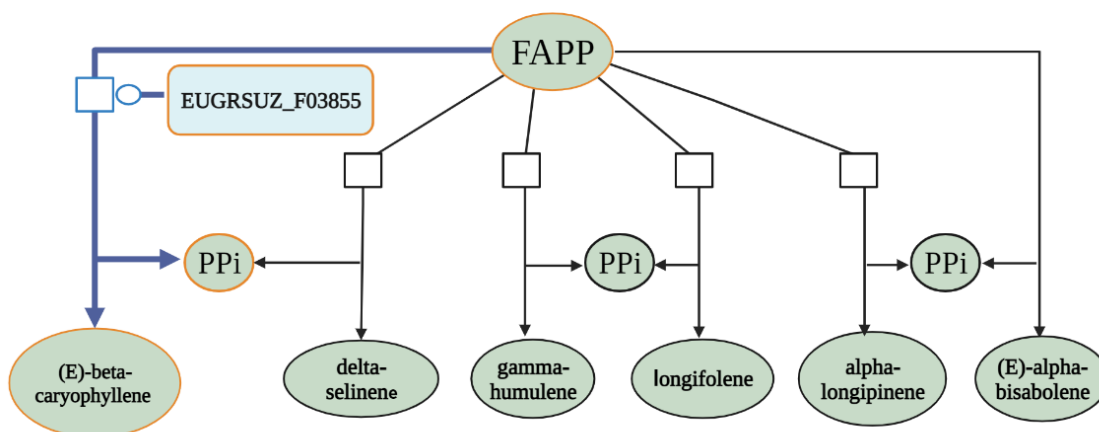 FAPP
EUGRSUZ_F03855
PPi
PPi
PPi
(E)-beta-
caryophyllene
delta-
selinene
gamma-
humulene
longifolene
alpha-
longipinene
(E)-alpha-
bisabolene